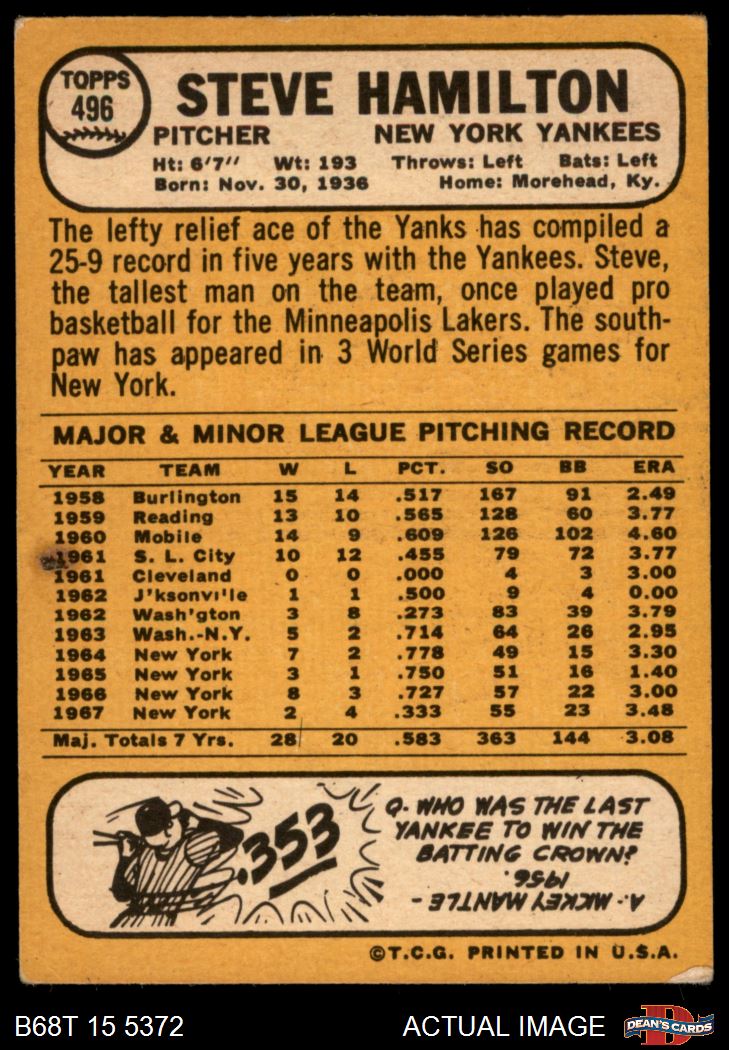 TOPPS
496
STEVE HAMILTON
PITCHER NEW YORK YANKEES
Ht: 6'7" Wt: 193 Throws: Left Bats: Left
Born: Nov. 30, 1936 Home: Morehead, Ky.
The lefty relief ace of the Yanks has compiled a
25-9 record in five years with the Yankees. Steve,
the tallest man on the team, once played pro
basketball for the Minneapolis Lakers. The south-
paw has appeared in 3 World Series games for
New York.
MAJOR & MINOR LEAGUE PITCHING RECORD
YEAR TEAM W L PCT. SO BB ERA
1958 Burlington 15 14 .517 167 91 2.49
1959 Reading 13 10 .565 128 60 3.77
1960 Mobile 14 9 .609 126 102 4.60
1961 S. L. City 10 12 .455 79 72 3.77
1961 Cleveland 0 0 .000 4 3 3.00
1962 J'ksonville 1 1 .500 9 4 0.00
1962 Wash'gton 3 8 .273 83 39 3.79
1963 Wash.-N.Y. 5 2 .714 64 26 2.95
1964 New York 7 2 .778 49 15 3.30
1965 New York 3 1 .750 51 16 1.40
1966 New York 8 3 .727 57 22 3.00
1967 New York 2 4 .333 55 23 3.48
Maj. Totals 7 Yrs. 28 20 .583 363 144 3.08
.353
Q. WHO WAS THE LAST
YANKEE TO WIN THE
BATTING CROWN?
A. MICKEY MANTLE -
1956.
©T.C.G. PRINTED IN U.S.A.
B68T 15 5372 ACTUAL IMAGE
DEAN'S CARDS